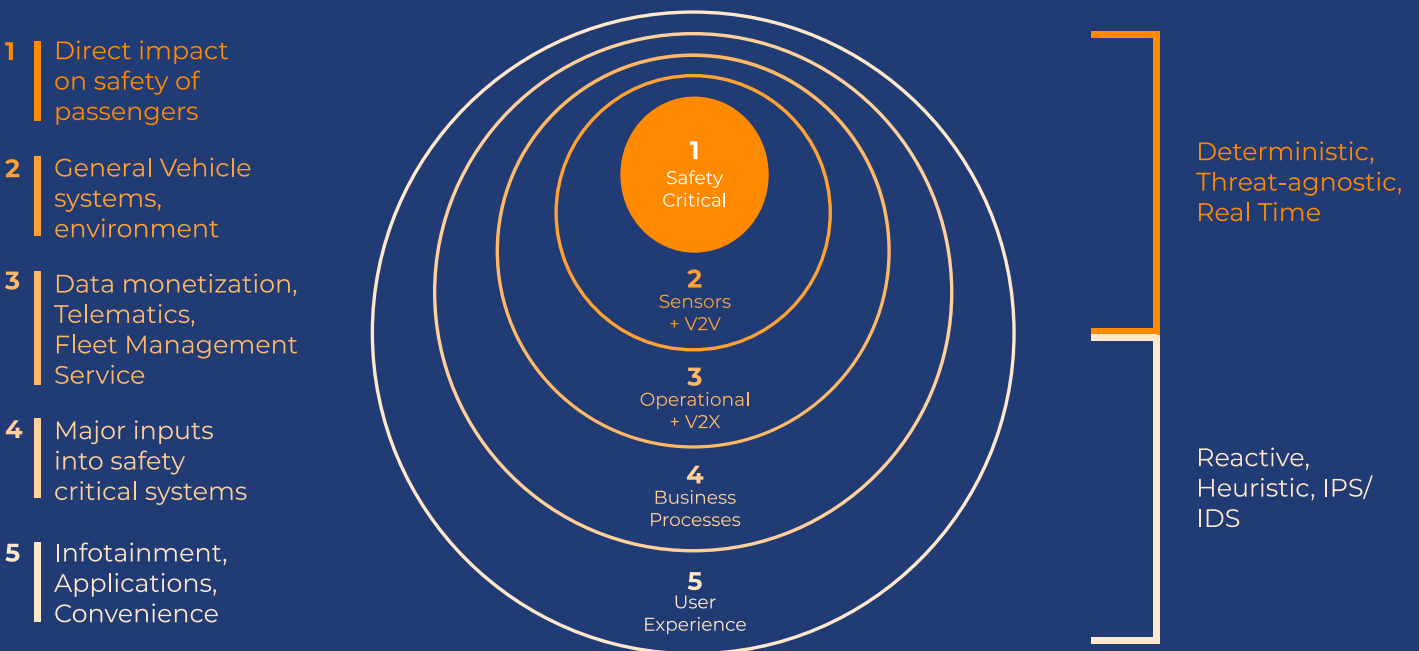 1
Direct impact
on safety of
passengers
2
General Vehicle
systems,
environment
3
Data monetization,
Telematics,
Fleet Management
Service
4
Major inputs
into safety
critical systems
5
Infotainment,
Applications,
Convenience
1
Safety
Critical
2
Sensors
+ V2V
3
Operational
+ V2X
4
Business
Processes
5
User
Experience
Deterministic,
Threat-agnostic,
Real Time
Reactive,
Heuristic, IPS/
IDS